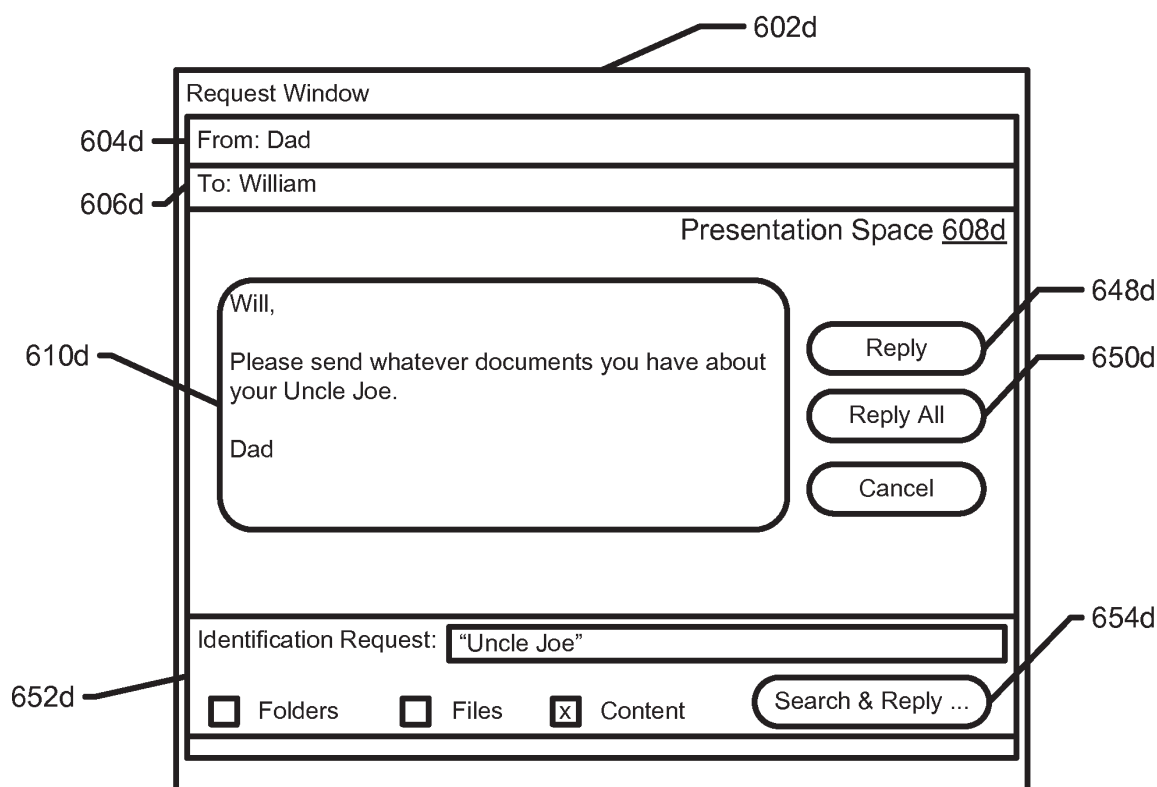 602d
Request Window
604d
From: Dad
606d
To: William
Presentation Space 608d
610d
Will,
Please send whatever documents you have about
your Uncle Joe.
Dad
Reply
648d
Reply All
650d
Cancel
652d
Identification Request:
“Uncle Joe”
654d
Folders
Files
x
Content
Search & Reply ...